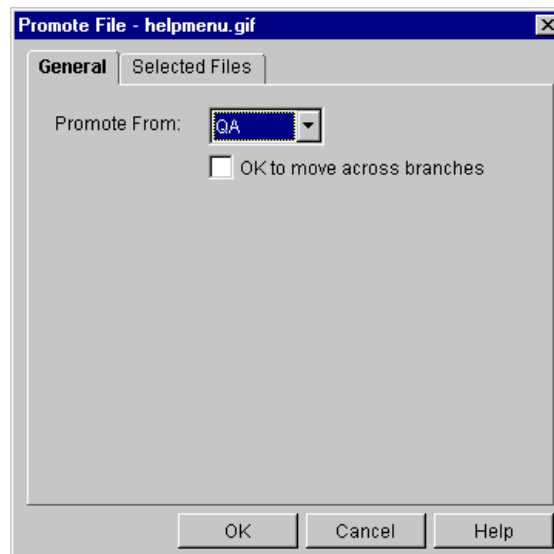 Promote File - helpmenu.gif
General Selected Files
Promote From: QA
OK to move across branches
OK Cancel Help